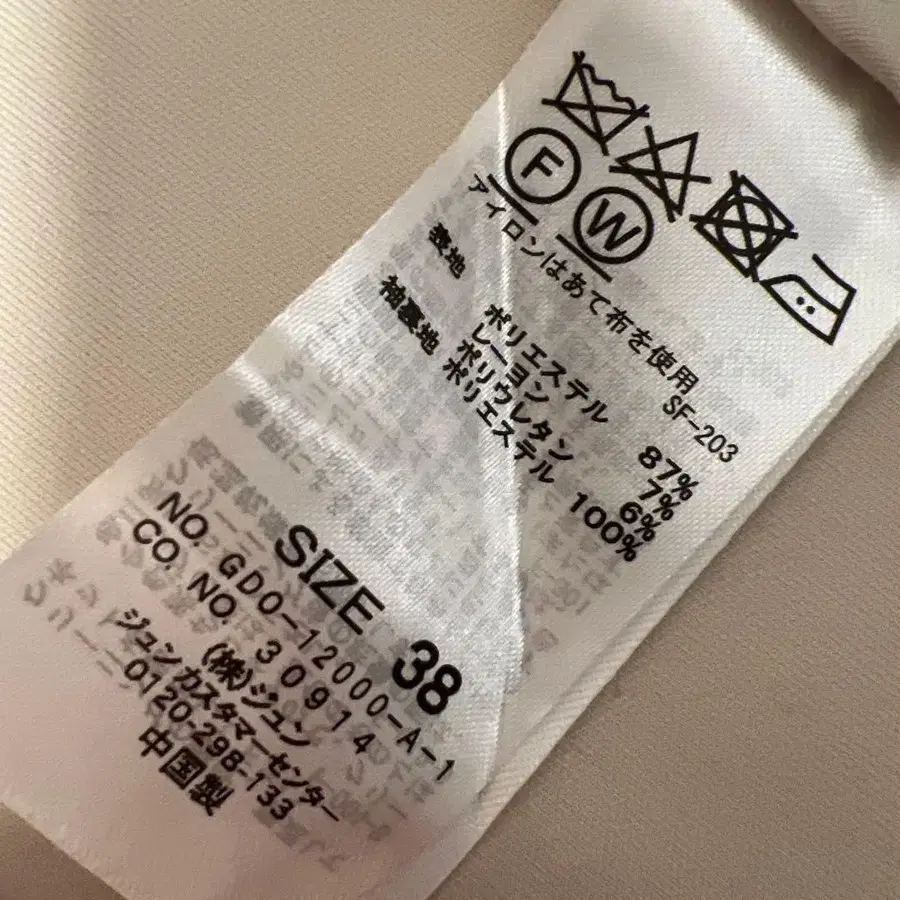 F
W
アイロンはあて布を使用
SF-203
表地 ポリエステル 87%
レーヨン 7%
ポリウレタン 6%
袖裏地 ポリエステル 100%
SIZE 38
NO. GDO-12000-A-1
CO. NO. 30914
(株)ジュン
ジュン カスタマーセンター
0120-298-133
中国製